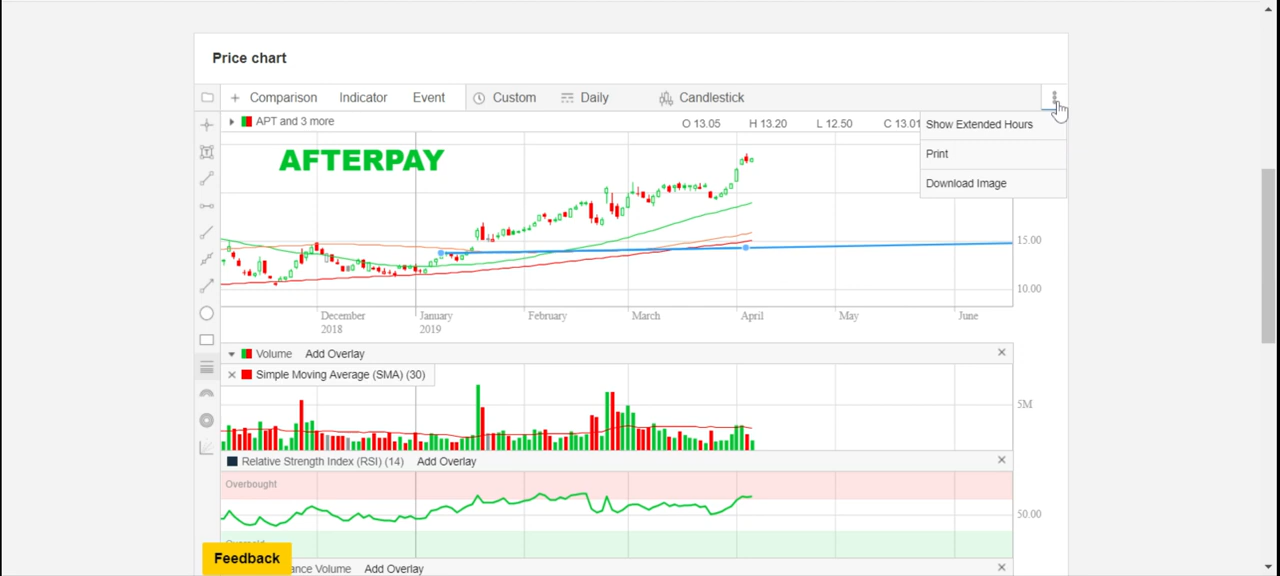 Price chart
+ Comparison Indicator Event Custom Daily Candlestick
APT and 3 more O 13.05 H 13.20 L 12.50 C 13.01
Show Extended Hours
Print
Download Image
AFTERPAY
15.00
10.00
December 2018
January 2019
February
March
April
May
June
Volume Add Overlay
Simple Moving Average (SMA) (30)
5M
Relative Strength Index (RSI) (14) Add Overlay
Overbought
50.00
Feedback
Volume Add Overlay